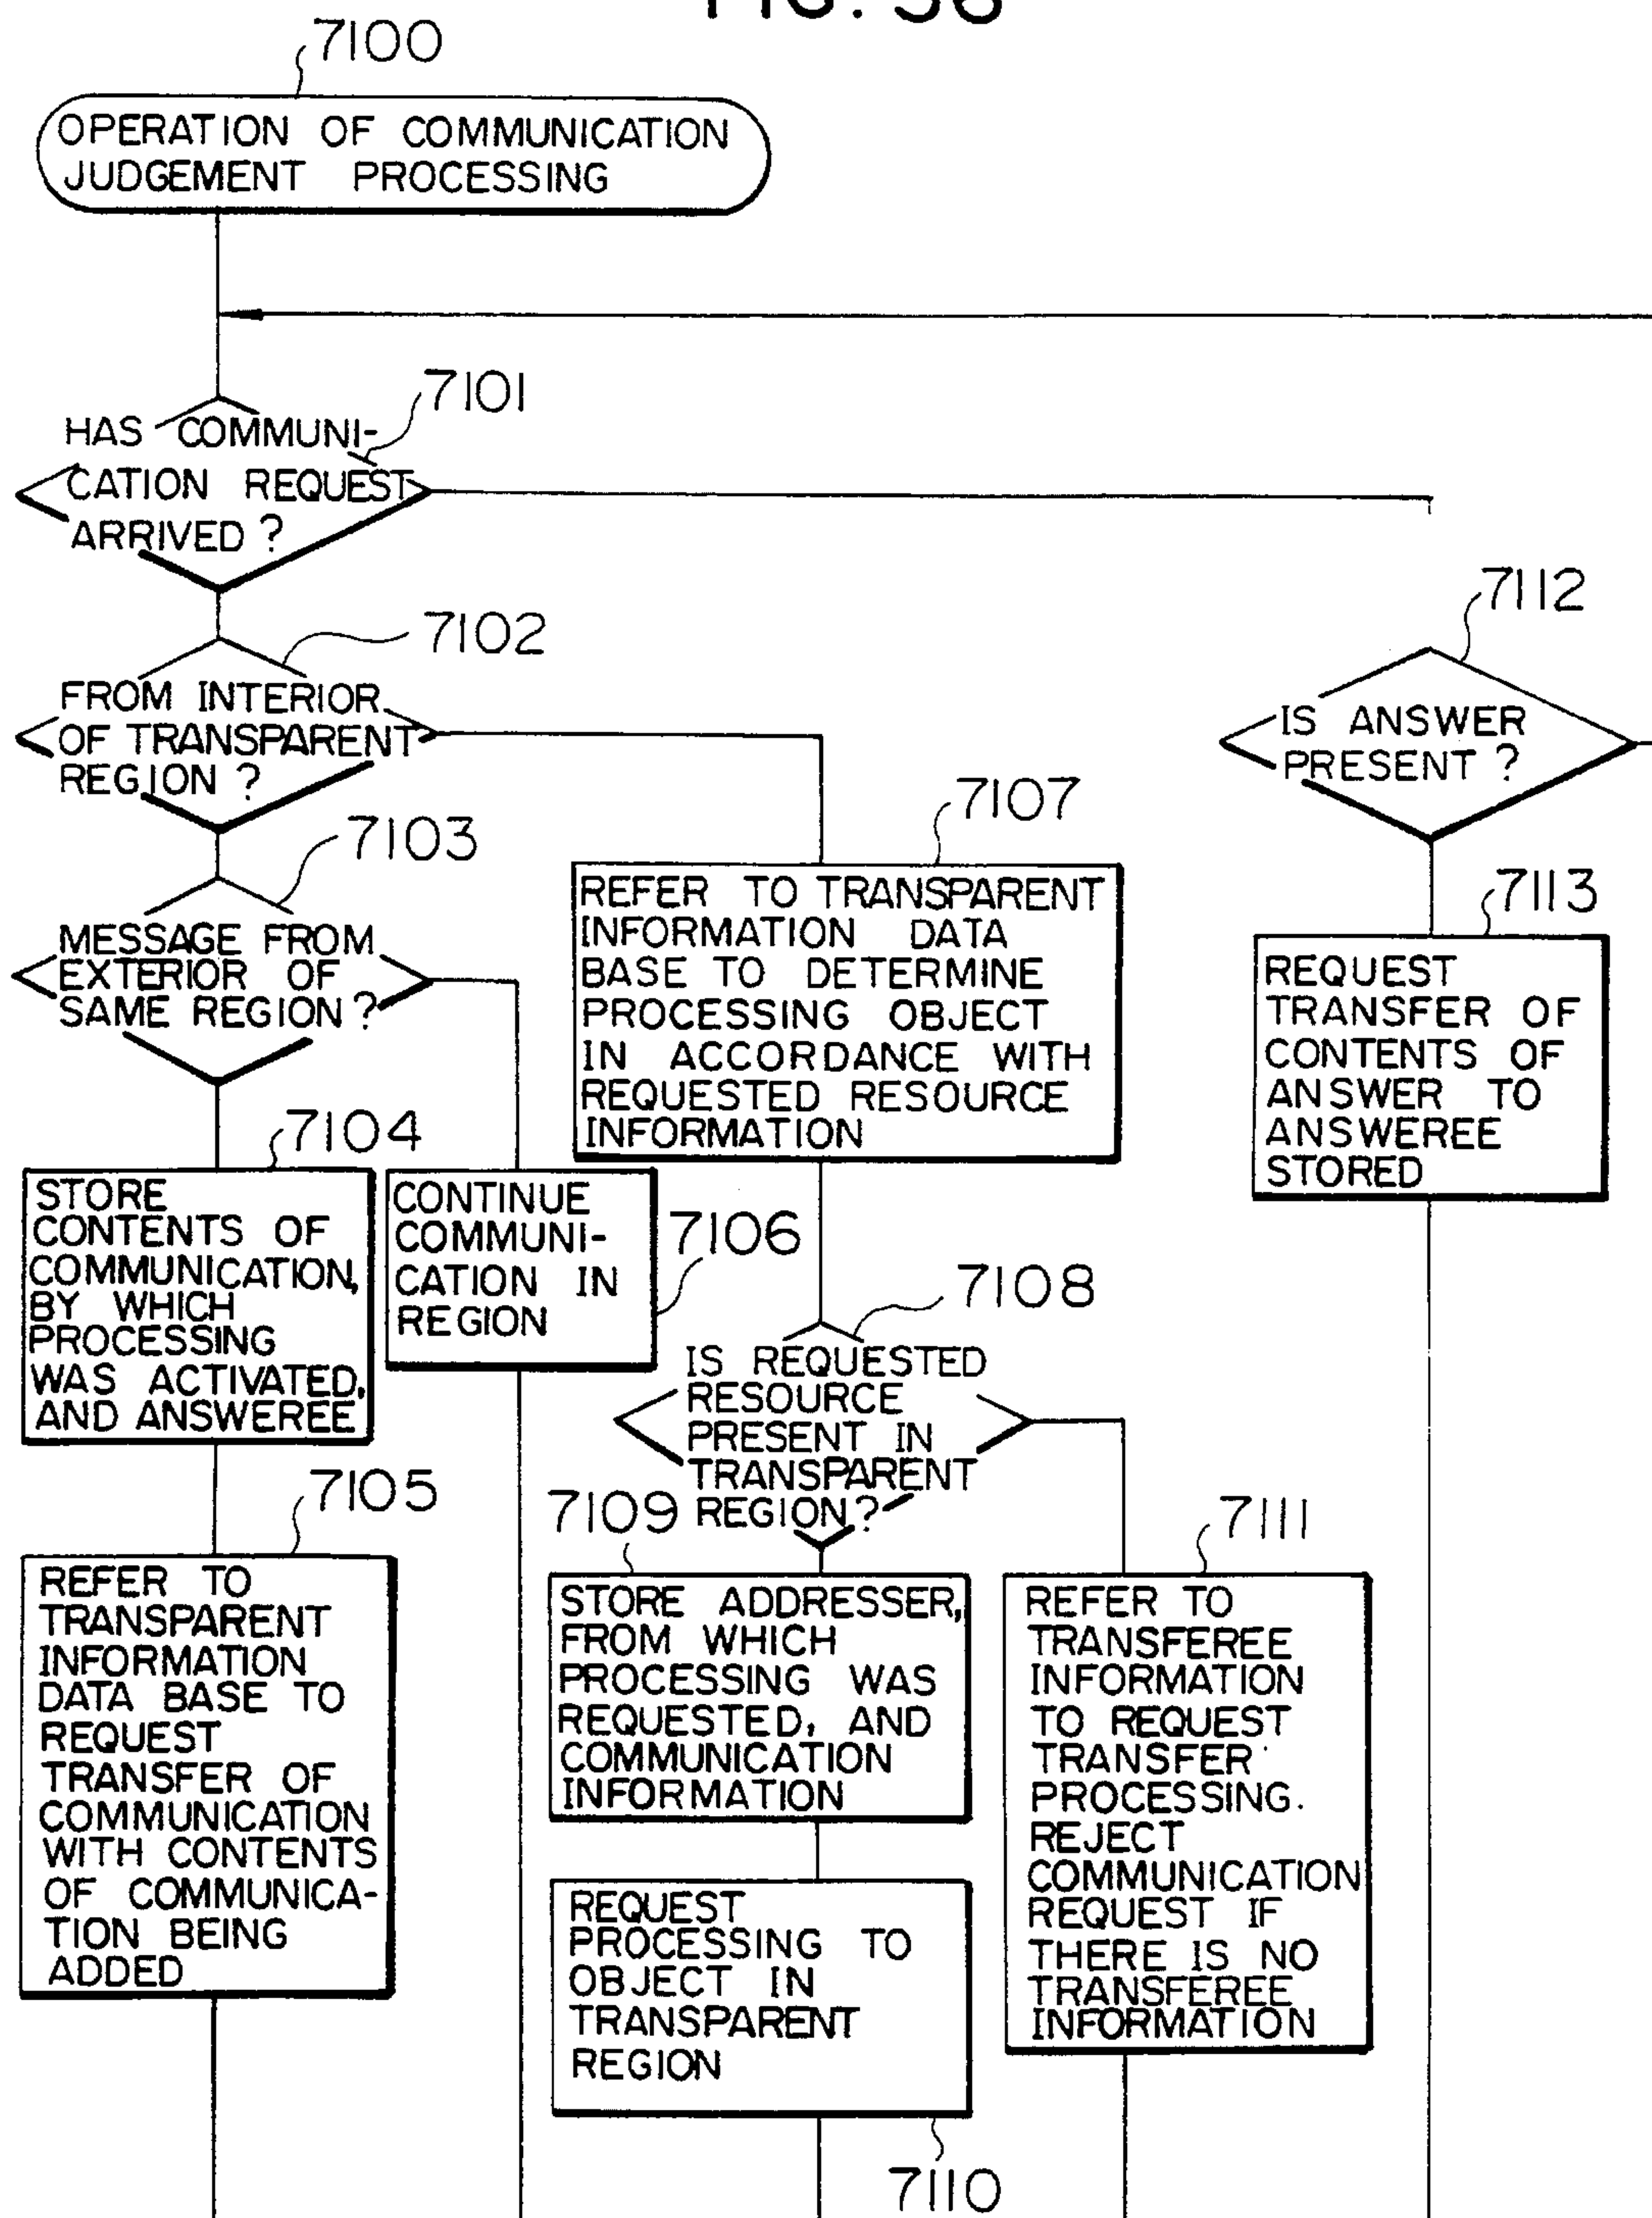 FIG. 36
7100
OPERATION OF COMMUNICATION
JUDGEMENT PROCESSING
7101
HAS COMMUNI-
CATION REQUEST
ARRIVED ?
7102
FROM INTERIOR
OF TRANSPARENT
REGION ?
7103
MESSAGE FROM
EXTERIOR OF
SAME REGION ?
7104
STORE
CONTENTS OF
COMMUNICATION,
BY WHICH
PROCESSING
WAS ACTIVATED,
AND ANSWEREE
7105
REFER TO
TRANSPARENT
INFORMATION
DATA BASE TO
REQUEST
TRANSFER OF
COMMUNICATION
WITH CONTENTS
OF COMMUNICA-
TION BEING
ADDED
CONTINUE
COMMUNI-
CATION IN
REGION
7106
7107
REFER TO TRANSPARENT
INFORMATION DATA
BASE TO DETERMINE
PROCESSING OBJECT
IN ACCORDANCE WITH
REQUESTED RESOURCE
INFORMATION
7108
IS REQUESTED
RESOURCE
PRESENT IN
TRANSPARENT
REGION ?
7109
STORE ADDRESSER,
FROM WHICH
PROCESSING WAS
REQUESTED, AND
COMMUNICATION
INFORMATION
REQUEST
PROCESSING TO
OBJECT IN
TRANSPARENT
REGION
7110
7111
REFER TO
TRANSFEREE
INFORMATION
TO REQUEST
TRANSFER
PROCESSING.
REJECT
COMMUNICATION
REQUEST IF
THERE IS NO
TRANSFEREE
INFORMATION
7112
IS ANSWER
PRESENT ?
7113
REQUEST
TRANSFER OF
CONTENTS OF
ANSWER TO
ANSWEREE
STORED